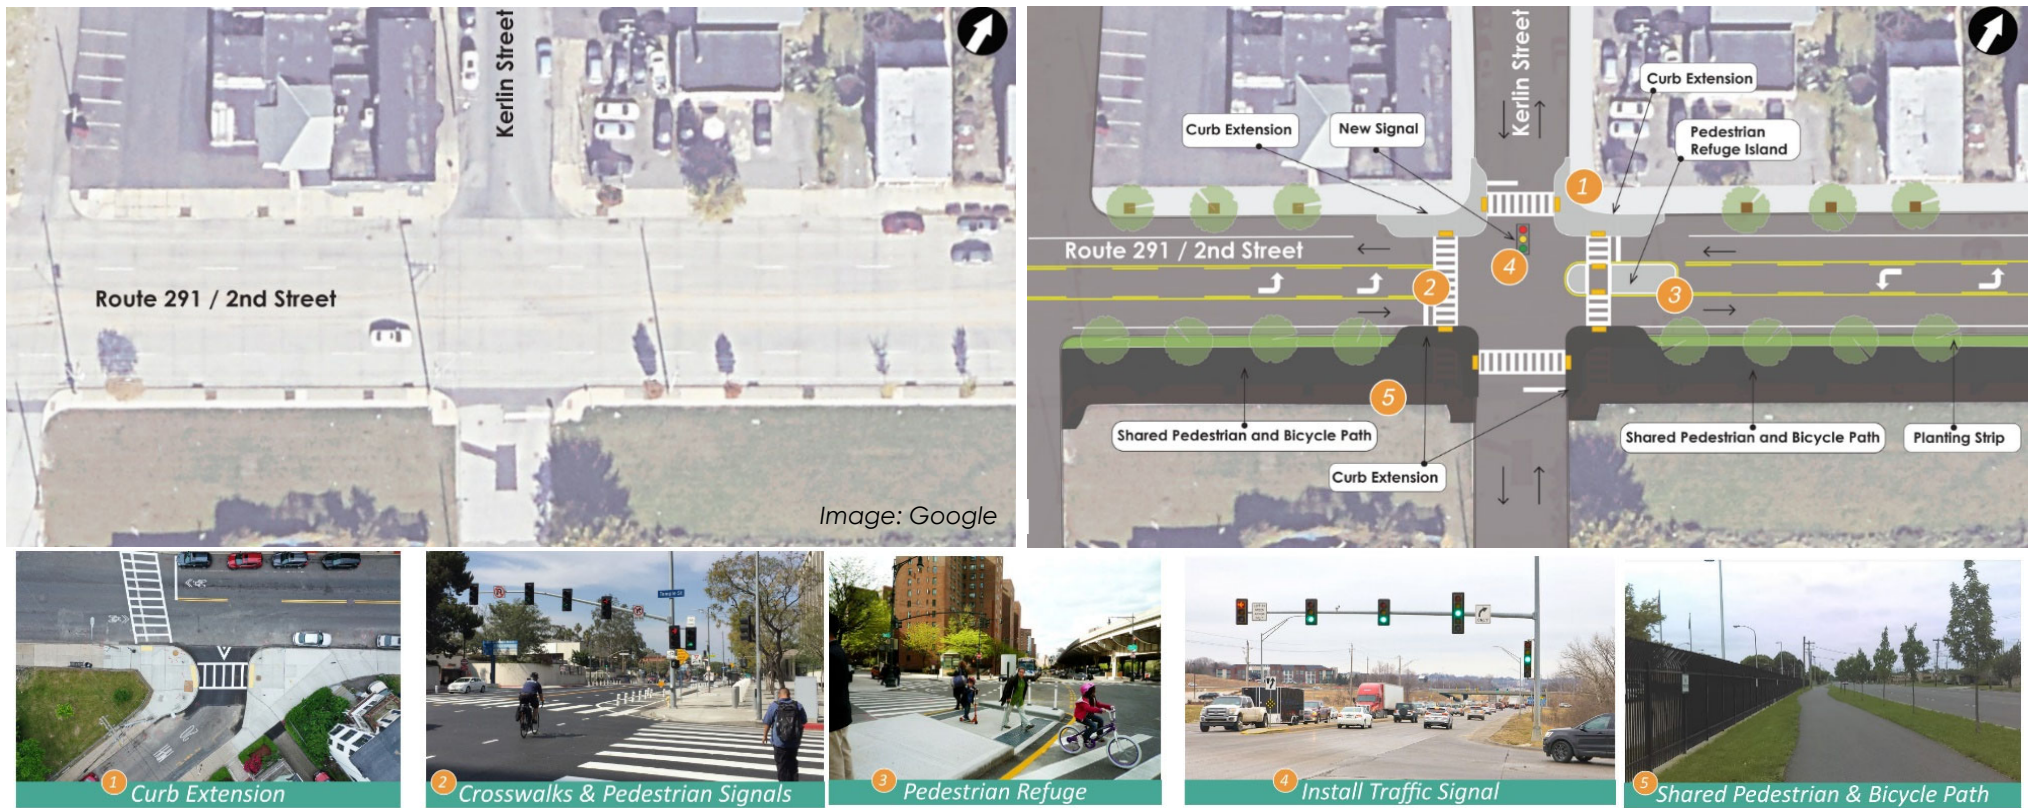 Kerlin Street
Route 291 / 2nd Street
Image: Google
Kerlin Street
Curb Extension
Curb Extension
New Signal
Pedestrian
Refuge Island
1
Route 291 / 2nd Street
4
2
3
5
Shared Pedestrian and Bicycle Path
Shared Pedestrian and Bicycle Path
Planting Strip
Curb Extension
1 Curb Extension
2 Crosswalks & Pedestrian Signals
3 Pedestrian Refuge
4 Install Traffic Signal
5 Shared Pedestrian & Bicycle Path